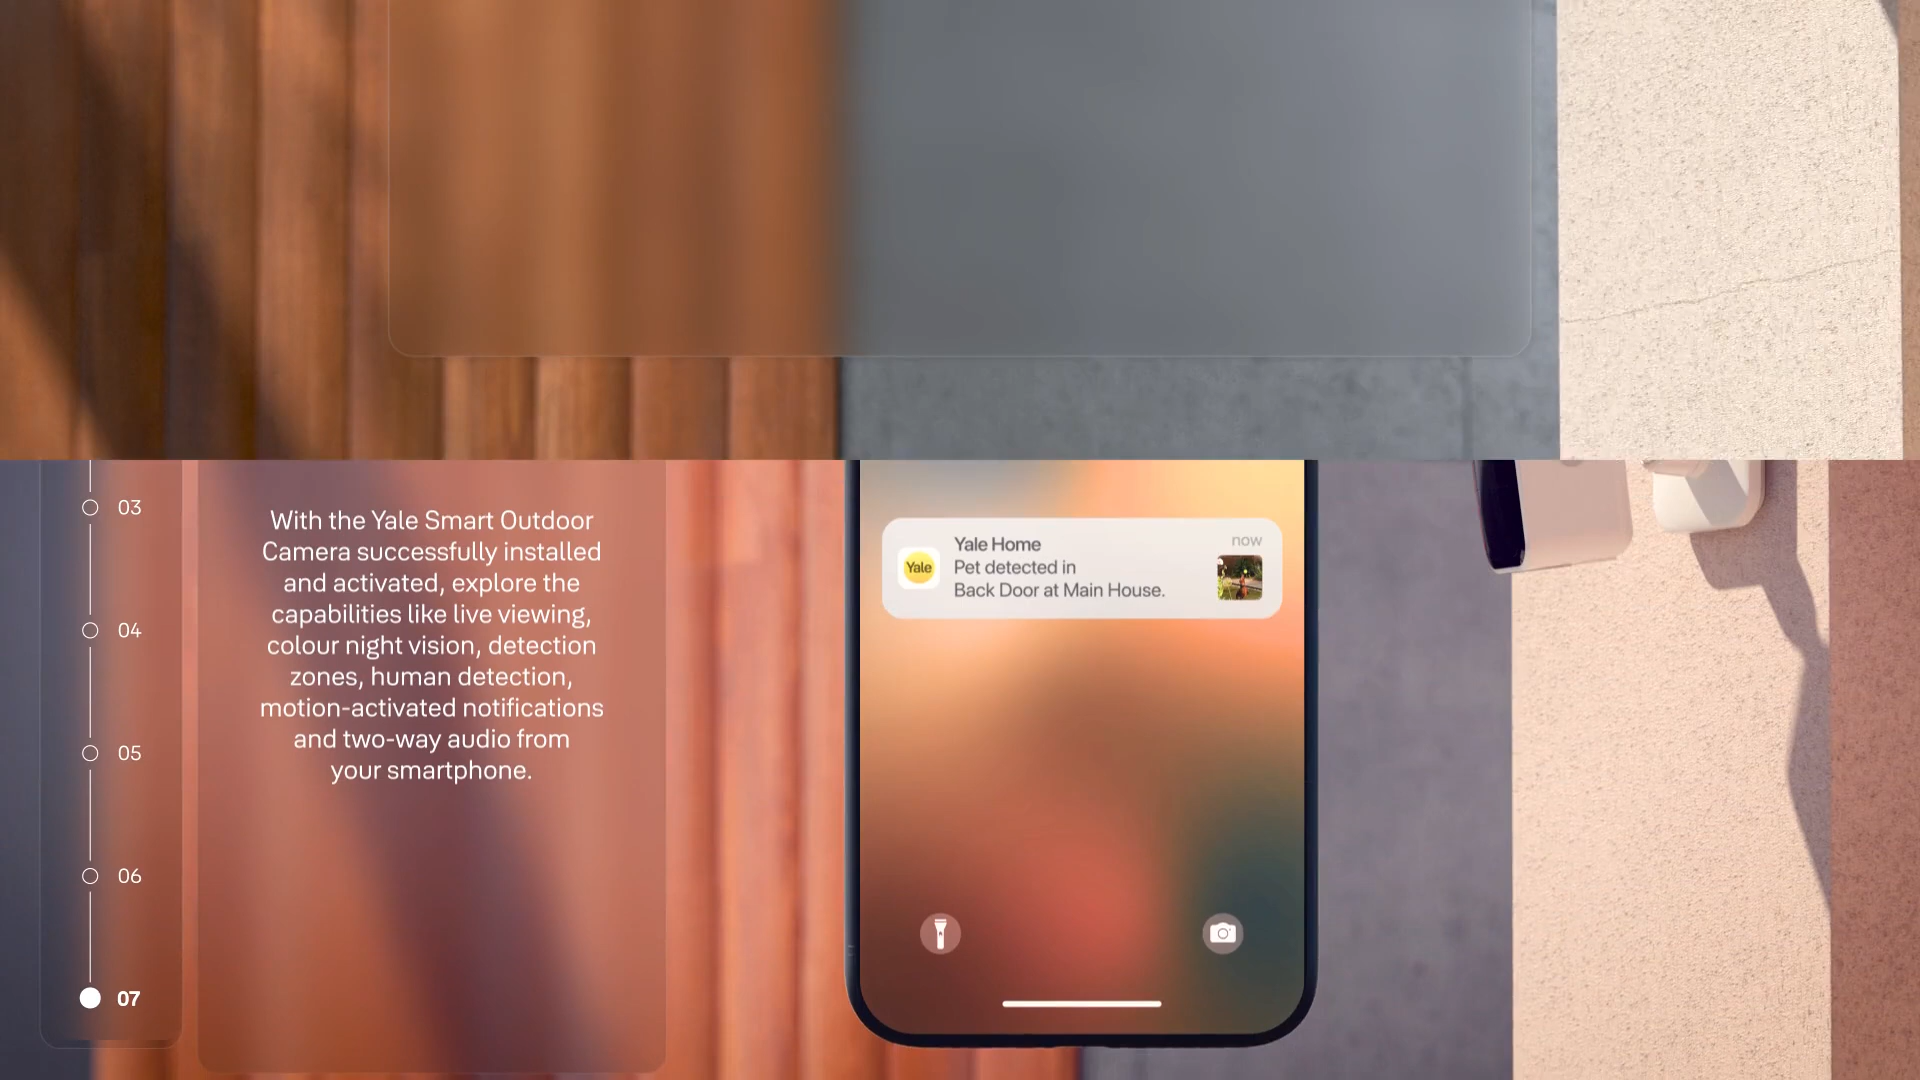 03
04
05
06
07
With the Yale Smart Outdoor
Camera successfully installed
and activated, explore the
capabilities like live viewing,
colour night vision, detection
zones, human detection,
motion-activated notifications
and two-way audio from
your smartphone.
Yale
Yale Home
now
Pet detected in
Back Door at Main House.